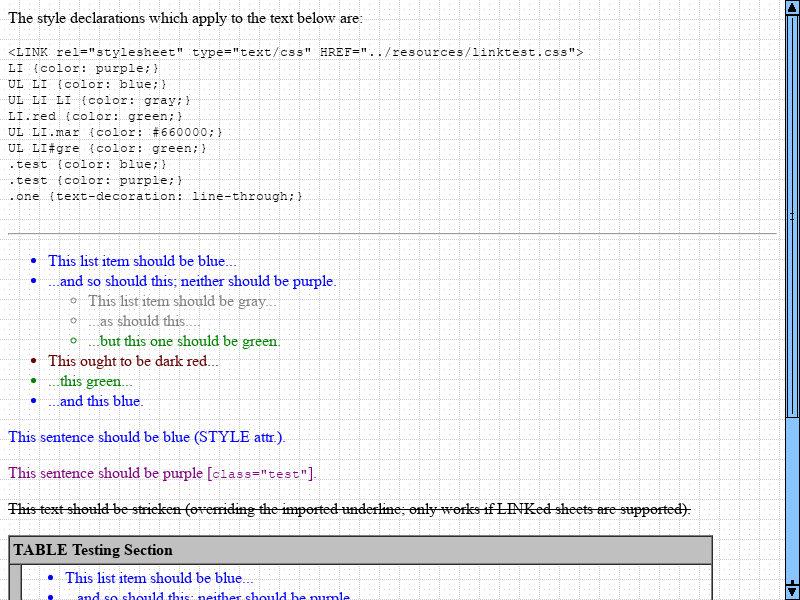 The style declarations which apply to the text below are:
<LINK rel="stylesheet" type="text/css" HREF="../resources/linktest.css">
LI {color: purple;}
UL LI {color: blue;}
UL LI LI {color: gray;}
LI.red {color: green;}
UL LI.mar {color: #660000;}
UL LI#gre {color: green;}
.test {color: blue;}
.test {color: purple;}
.one {text-decoration: line-through;}
This list item should be blue...
...and so should this; neither should be purple.
This list item should be gray...
...as should this....
...but this one should be green.
This ought to be dark red...
...this green...
...and this blue.
This sentence should be blue (STYLE attr.).
This sentence should be purple [class="test"].
This text should be stricken (overriding the imported underline; only works if LINKed sheets are supported).
TABLE Testing Section
This list item should be blue...
...and so should this; neither should be purple.